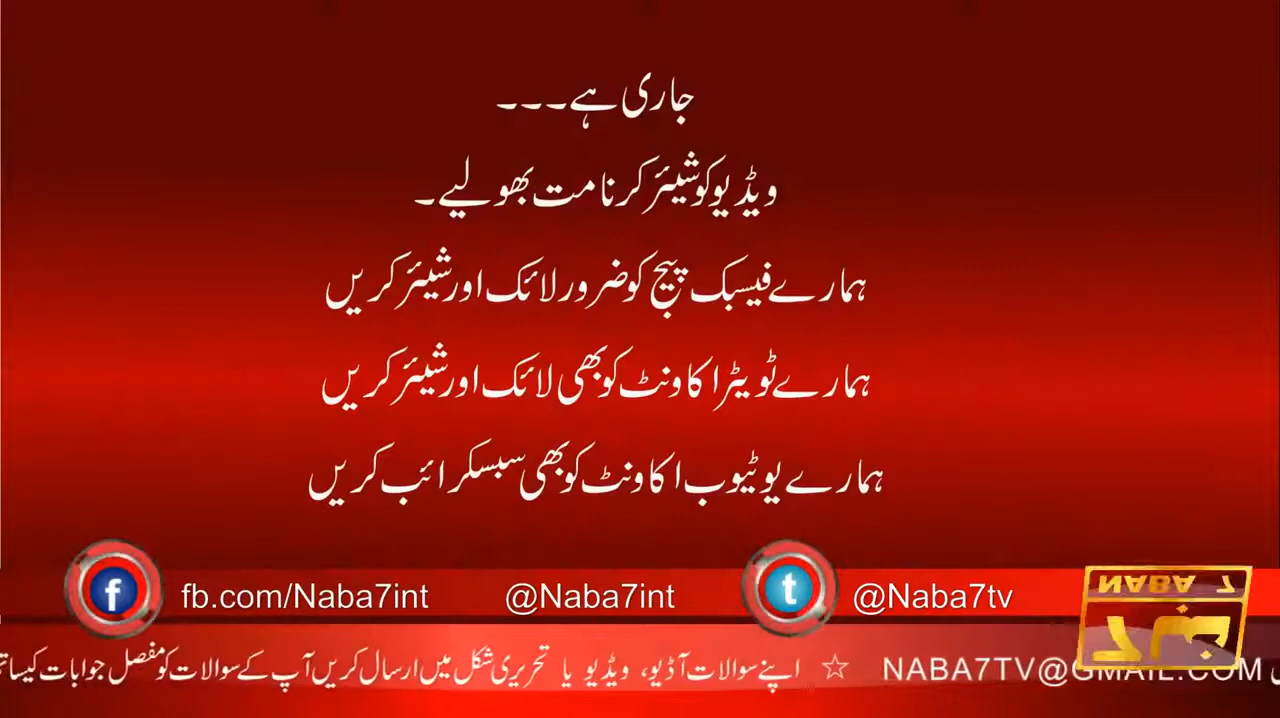 جاری ہے۔۔۔
ویڈیو کو شیئر کرنا مت بھولیے۔
ہمارے فیسبک پیج کو ضرور لائک اور شیئر کریں
ہمارے ٹویٹر اکاونٹ کو بھی لائک اور شیئر کریں
ہمارے یوٹیوب اکاونٹ کو بھی سبسکرائب کریں
fb.com/Naba7int @Naba7int @Naba7tv
NABA 7
NABA7TV@GMAIL.COM ☆ اپنے سوالات آڈیو، ویڈیو یا تحریری شکل میں ارسال کریں آپ کے سوالات کو مفصل جوابات کیساتھ